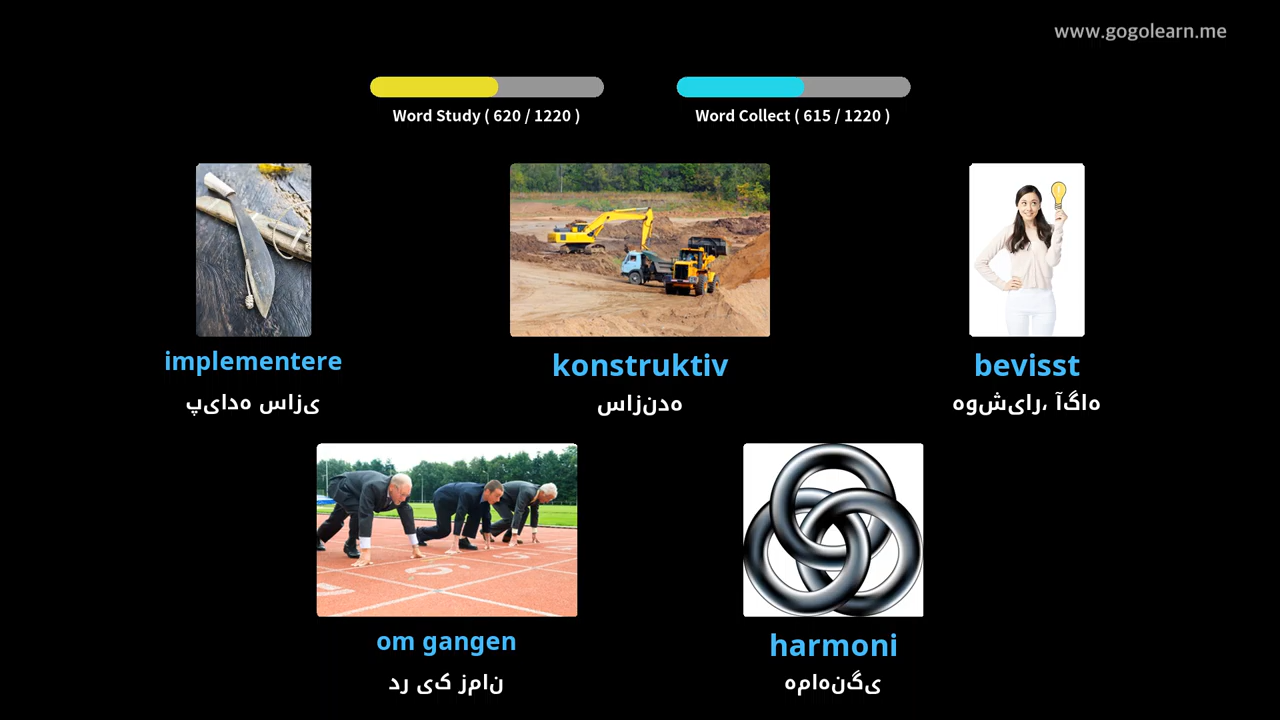 www.gogolearn.me
Word Study ( 620 / 1220 )
Word Collect ( 615 / 1220 )
implementere
پیاده سازی
konstruktiv
سازنده
bevisst
هوشیار، آگاه
om gangen
در یک زمان
harmoni
هماهنگی